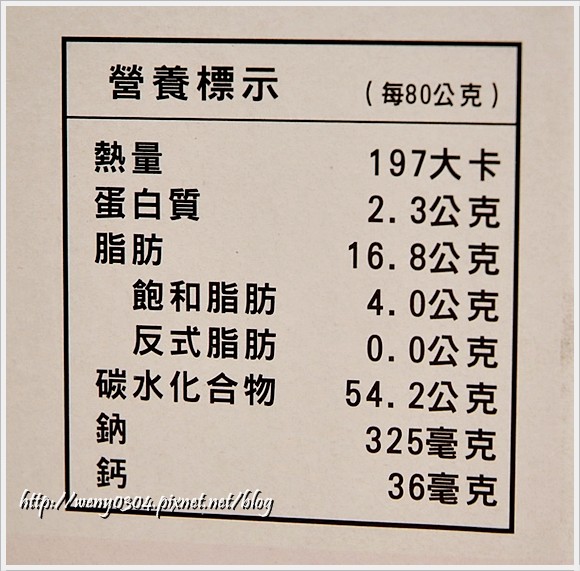 營養標示 (每80公克)
熱量 197大卡
蛋白質 2.3公克
脂肪 16.8公克
飽和脂肪 4.0公克
反式脂肪 0.0公克
碳水化合物 54.2公克
鈉 325毫克
鈣 36毫克
http://weny0304.pixnet.net/blog